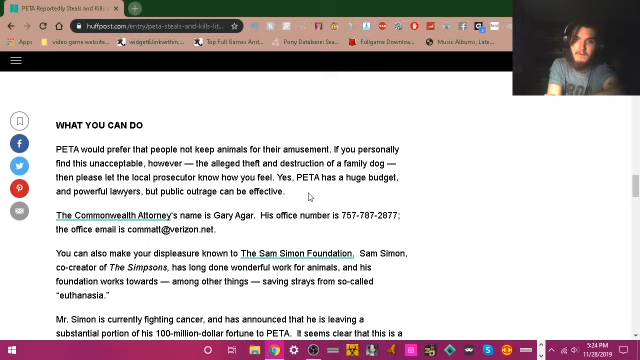 PETA Reportedly Steals and Kills
huffpost.com/entry/peta-steals-and-kills-lit
Apps
video game website...
widgetEllinkwithin...
Top Full Games And...
Pony Database:
Fullgame Download...
Music Albums, Late...
WHAT YOU CAN DO
PETA would prefer that people not keep animals for their amusement. If you personally
find this unacceptable, however — the alleged theft and destruction of a family dog —
then please let the local prosecutor know how you feel. Yes, PETA has a huge budget,
and powerful lawyers, but public outrage can be effective.
The Commonwealth Attorney's name is Gary Agar. His office number is 757-787-2877;
the office email is commatt@verizon.net.
You can also make your displeasure known to The Sam Simon Foundation. Sam Simon,
co-creator of The Simpsons, has long done wonderful work for animals, and his
foundation works towards — among other things — saving strays from so-called
“euthanasia.”
Mr. Simon is currently fighting cancer, and has announced that he is leaving a
substantial portion of his 100-million-dollar fortune to PETA. It seems clear that this is a
5:24 PM
11/28/2019